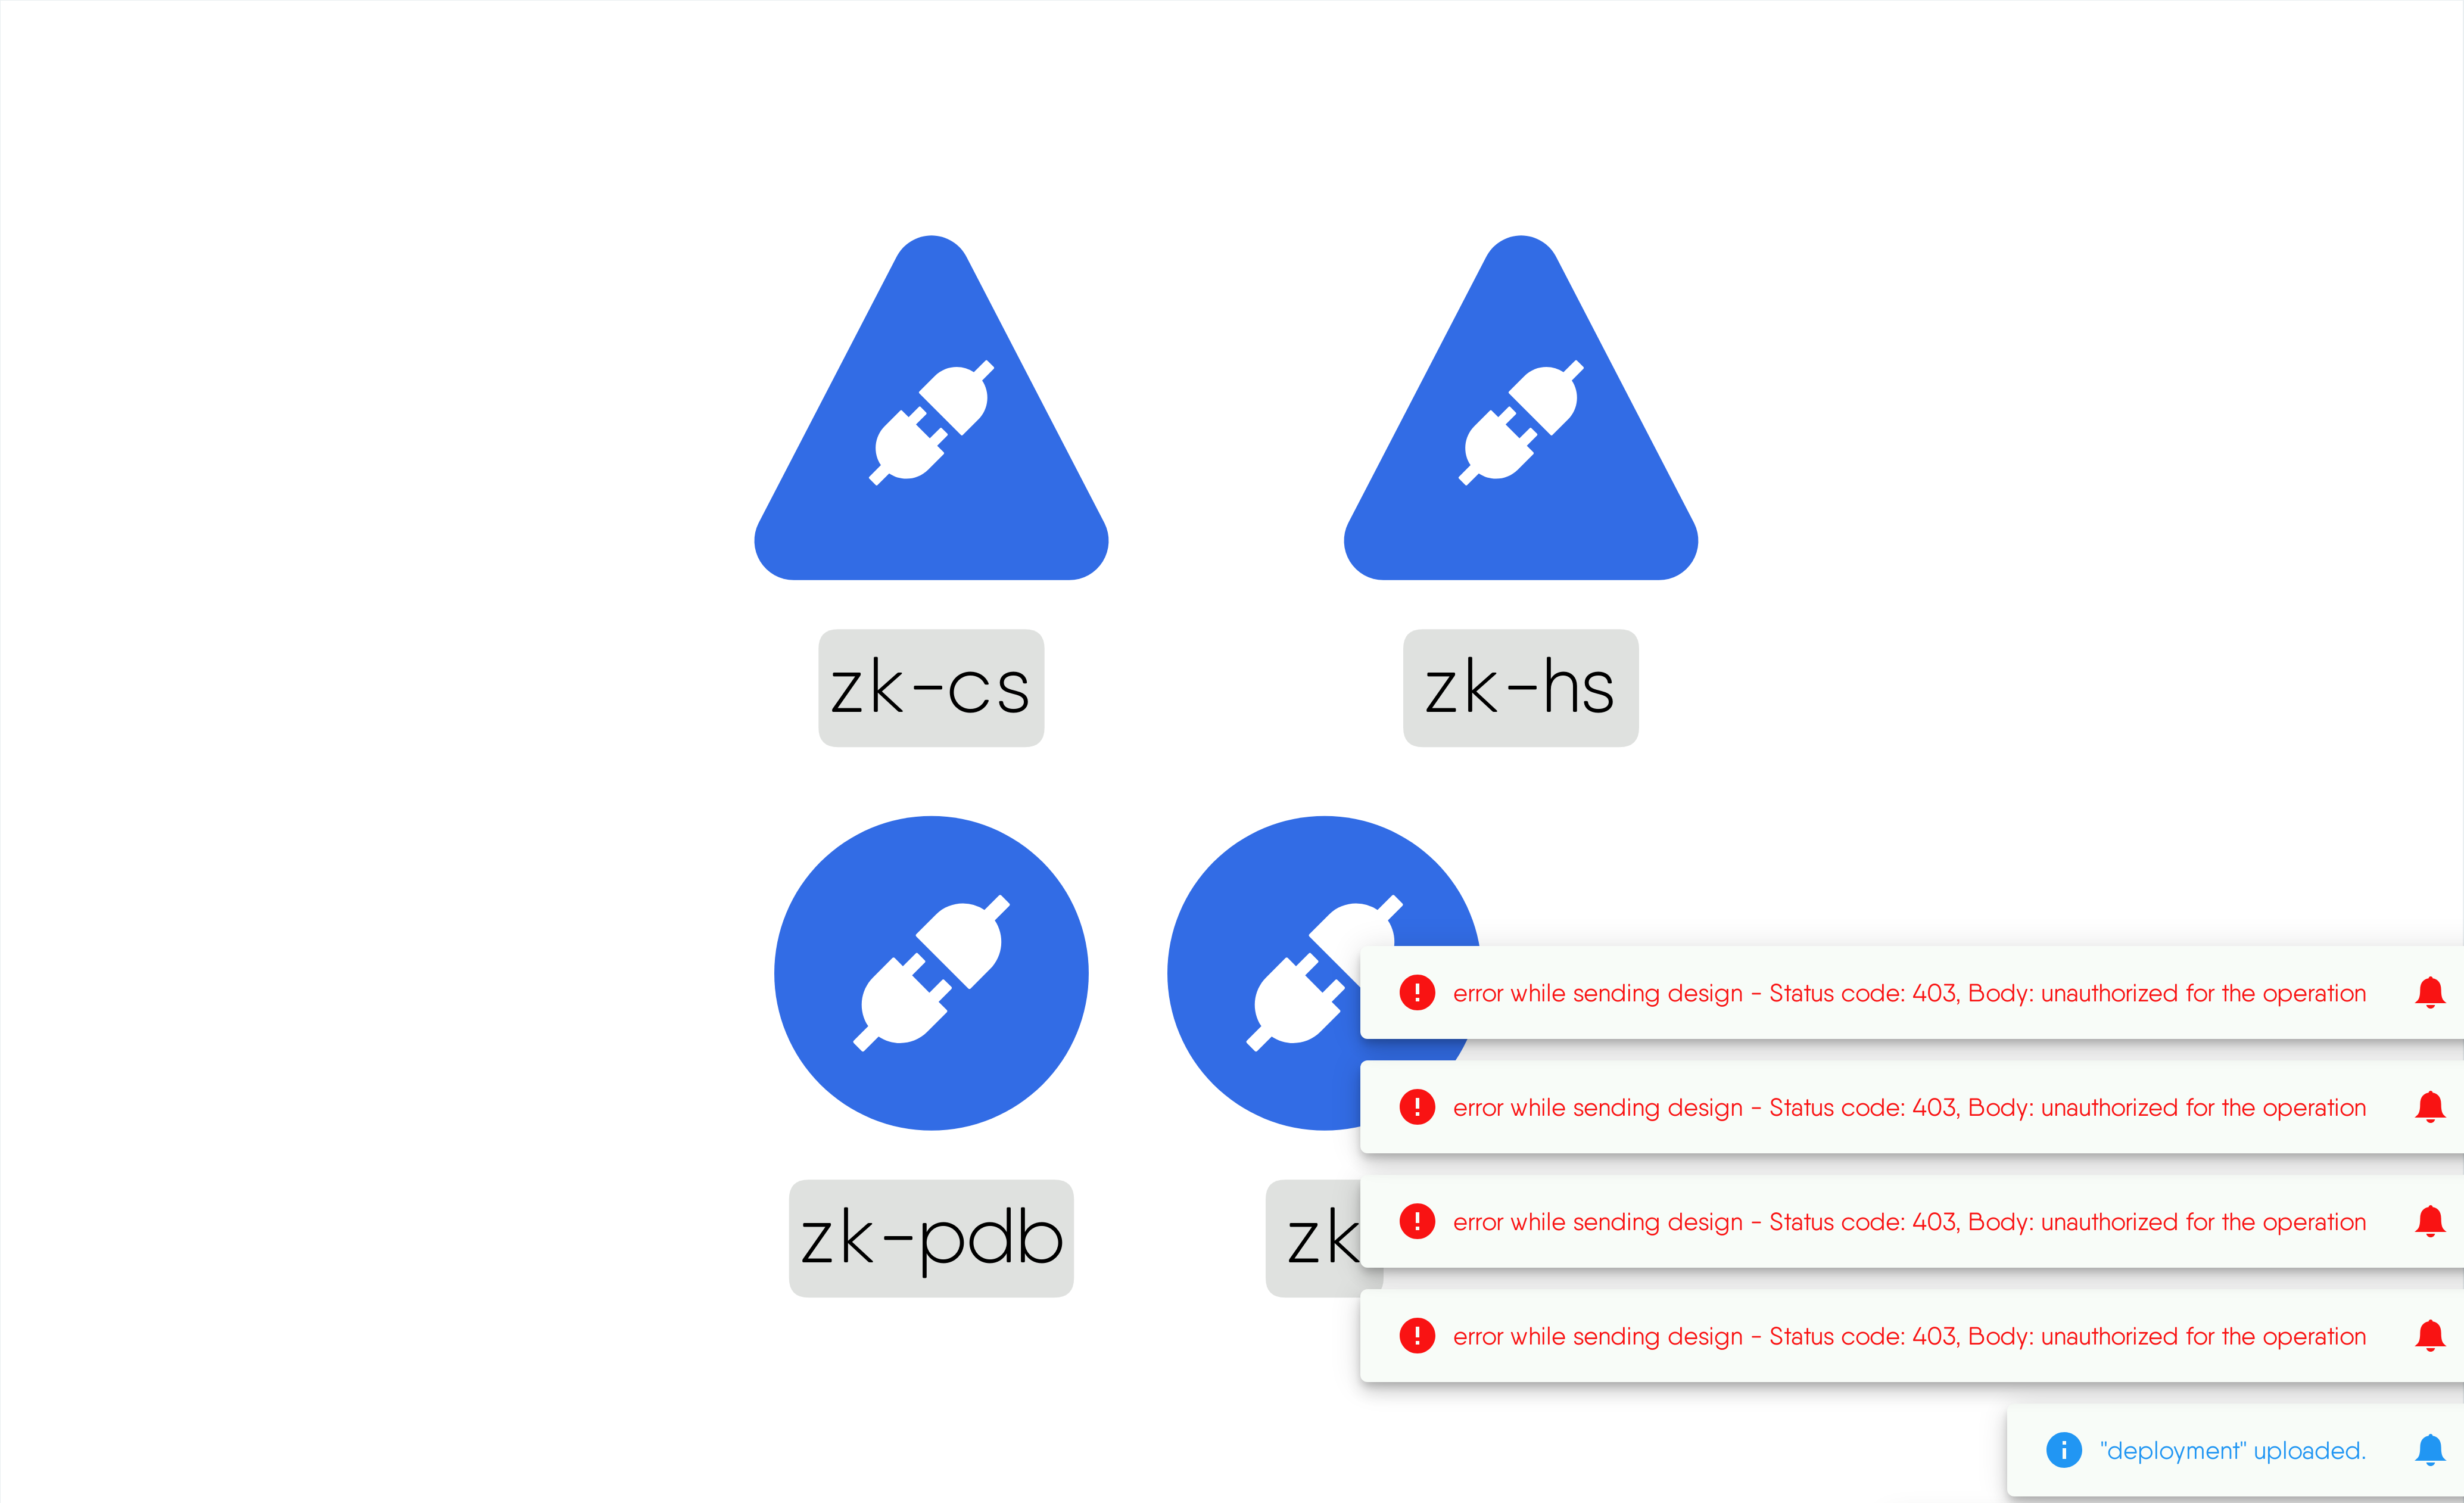 zk-cs
zk-hs
zk-pdb
zk
error while sending design - Status code: 403, Body: unauthorized for the operation
error while sending design - Status code: 403, Body: unauthorized for the operation
error while sending design - Status code: 403, Body: unauthorized for the operation
error while sending design - Status code: 403, Body: unauthorized for the operation
"deployment" uploaded.